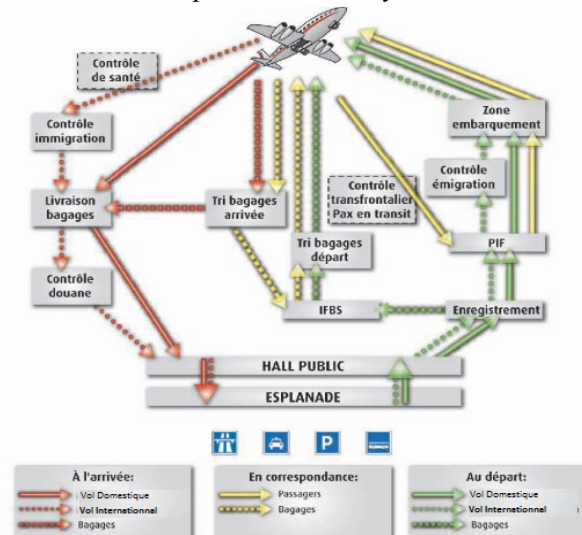 Contrôle
de santé
Contrôle
immigration
Zone
embarquement
Contrôle
émigration
Livraison
bagages
Tri bagages
arrivée
Contrôle
transfrontalier
Pax en transit
Tri bagages
départ
PIF
Contrôle
douane
IFBS
Enregistrement
HALL PUBLIC
ESPLANADE
P
À l'arrivée:
Vol Domestique
Vol Internationnal
Bagages
En correspondance:
Passagers
Bagages
Au départ:
Vol Domestique
Vol Internationnal
Bagages